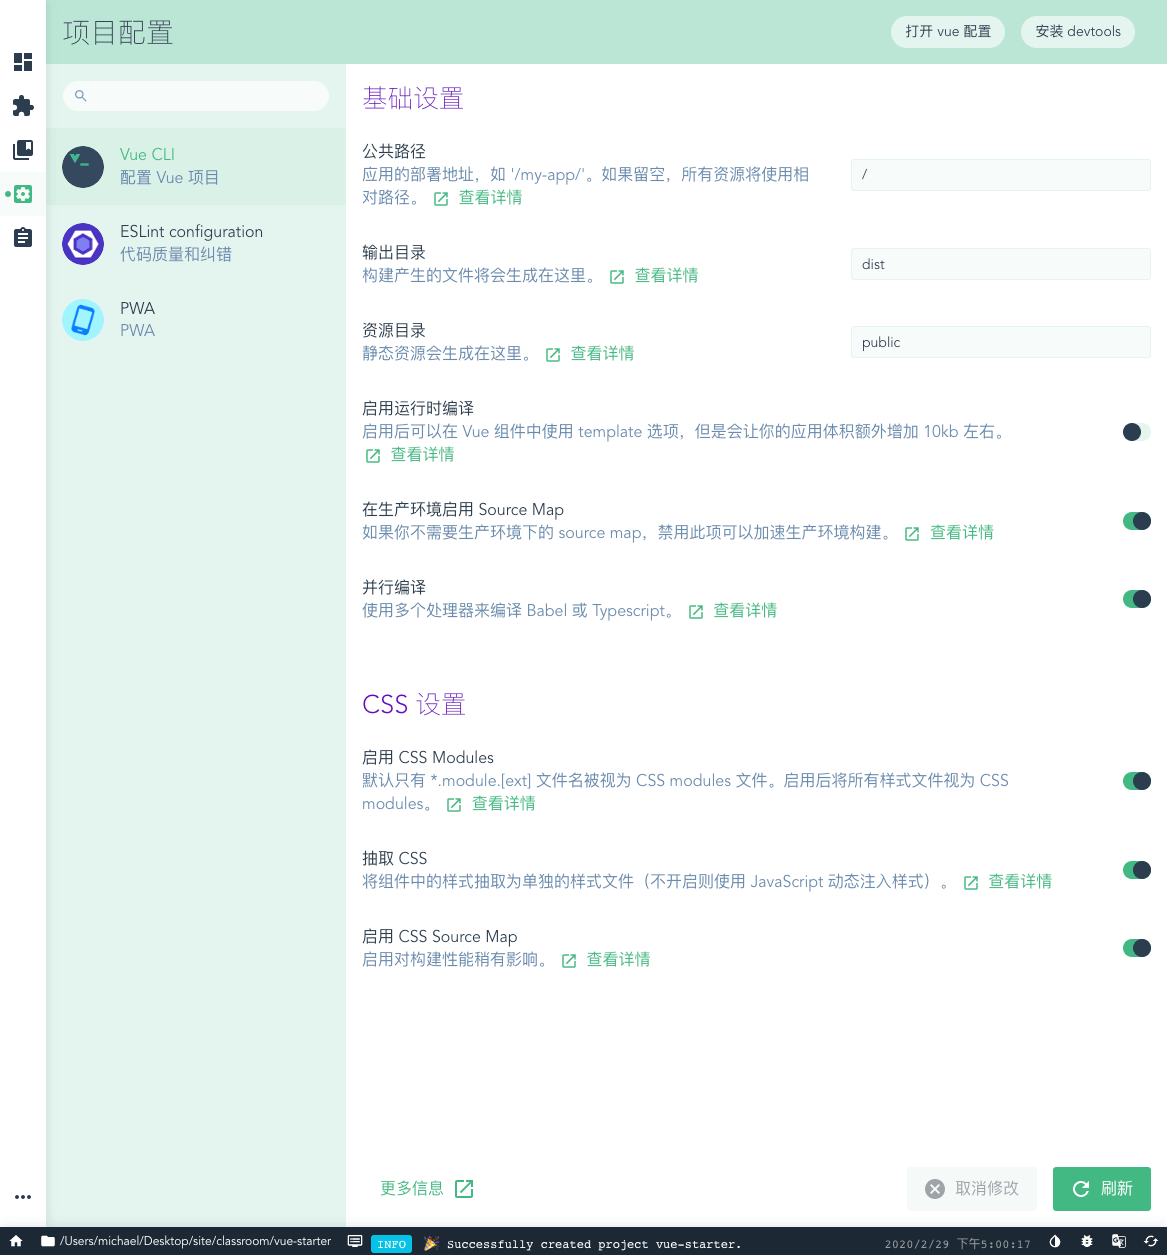 项目配置
打开 vue 配置
安装 devtools
Vue CLI
配置 Vue 项目
ESLint configuration
代码质量和纠错
PWA
PWA
基础设置
公共路径
应用的部署地址，如 '/my-app/'。如果留空，所有资源将使用相
对路径。 查看详情
/
输出目录
构建产生的文件将会生成在这里。 查看详情
dist
资源目录
静态资源会生成在这里。 查看详情
public
启用运行时编译
启用后可以在 Vue 组件中使用 template 选项，但是会让你的应用体积额外增加 10kb 左右。
查看详情
在生产环境启用 Source Map
如果你不需要生产环境下的 source map，禁用此项可以加速生产环境构建。 查看详情
并行编译
使用多个处理器来编译 Babel 或 Typescript。 查看详情
CSS 设置
启用 CSS Modules
默认只有 *.module.[ext] 文件名被视为 CSS modules 文件。启用后将所有样式文件视为 CSS
modules。 查看详情
抽取 CSS
将组件中的样式抽取为单独的样式文件（不开启则使用 JavaScript 动态注入样式）。 查看详情
启用 CSS Source Map
启用对构建性能稍有影响。 查看详情
更多信息
取消修改
刷新
/Users/michael/Desktop/site/classroom/vue-starter
INFO
🎉 Successfully created project vue-starter.
2020/2/29 下午5:00:17